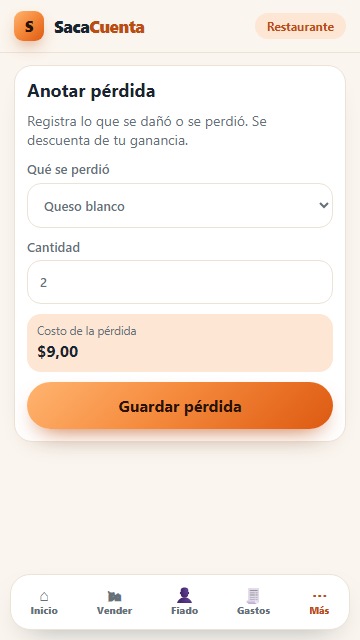 S SacaCuenta Restaurante
Anotar pérdida
Registra lo que se dañó o se perdió. Se
descuenta de tu ganancia.
Qué se perdió
Queso blanco
Cantidad
2
Costo de la pérdida
$9,00
Guardar pérdida
Inicio Vender Fiado Gastos Más